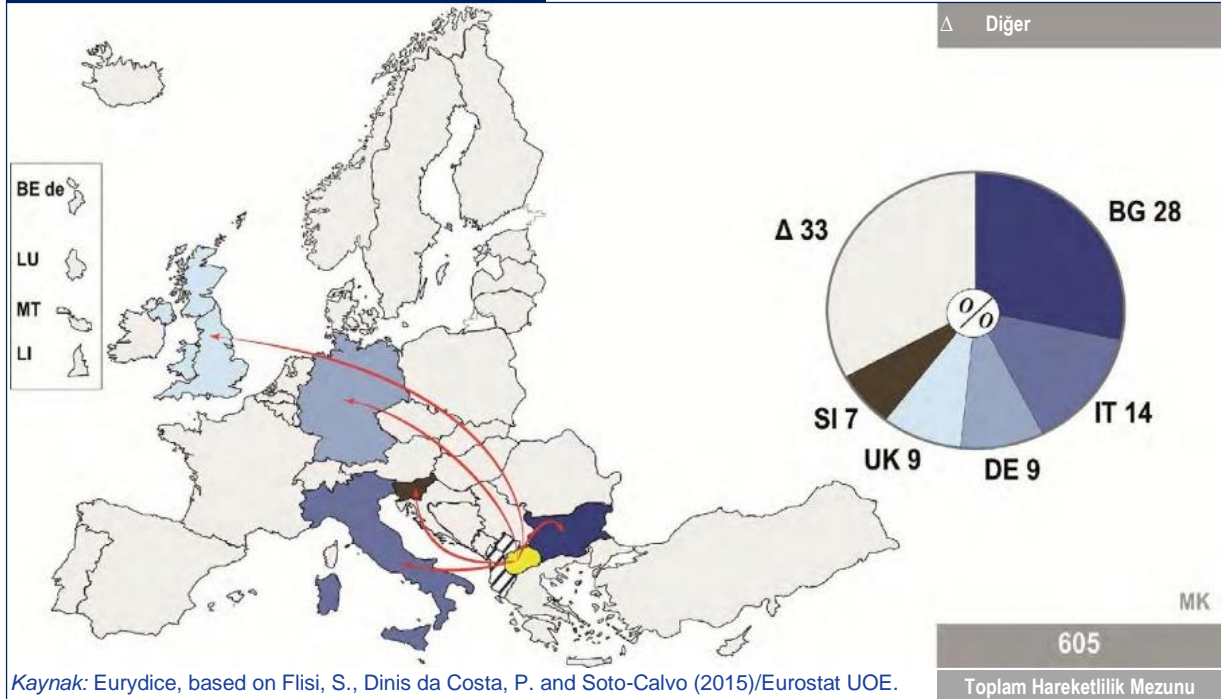 Δ Diğer
BE de
LU
MT
LI
Δ 33
BG 28
%
IT 14
SI 7
UK 9
DE 9
MK
605
Toplam Hareketlilik Mezunu
Kaynak: Eurydice, based on Flisi, S., Dinis da Costa, P. and Soto-Calvo (2015)/Eurostat UOE.